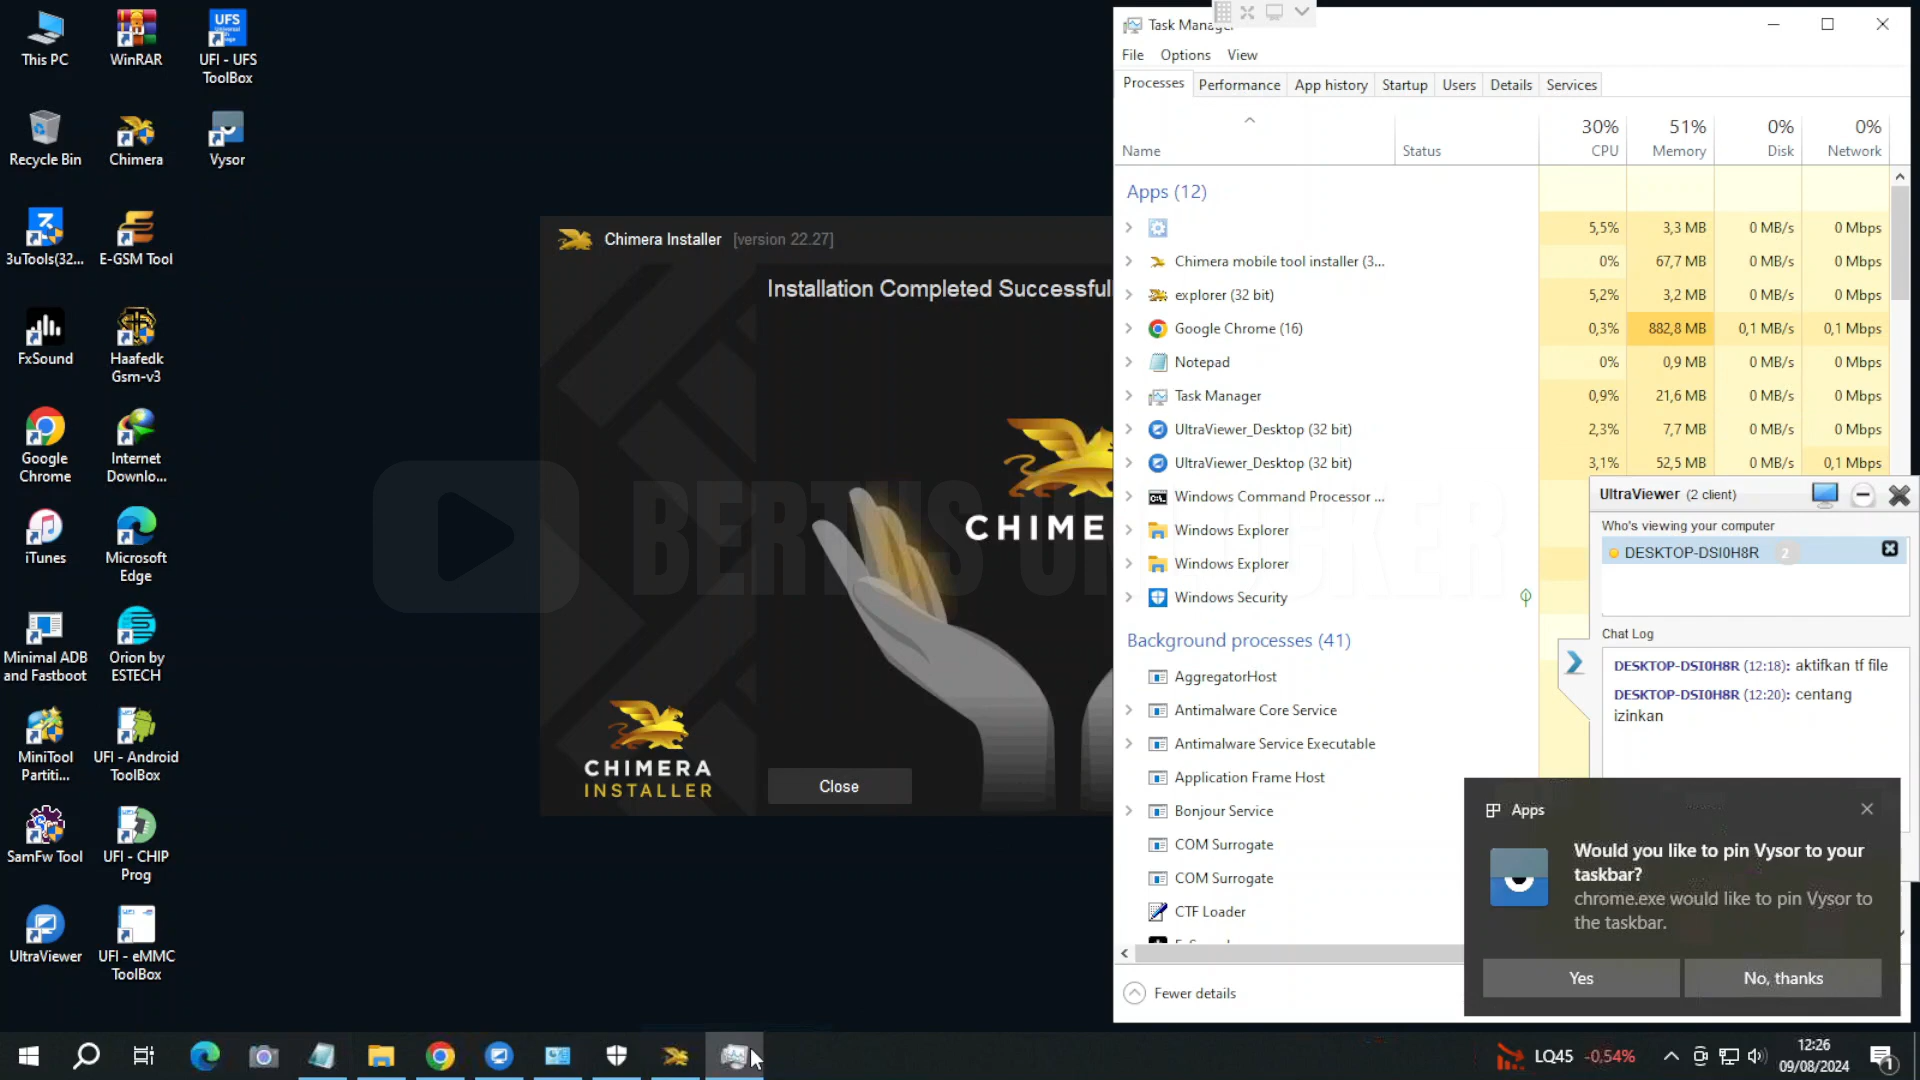 This PC
WinRAR
UFS
UFI - UFS
ToolBox
Recycle Bin
Chimera
Vysor
3uTools(32...
E-GSM Tool
FxSound
Haafedk
Gsm-v3
Google
Chrome
Internet
Downlo...
iTunes
Microsoft
Edge
Minimal ADB
and Fastboot
Orion by
ESTECH
MiniTool
Partiti...
UFI - Android
ToolBox
SamFw Tool
UFI - CHIP
Prog
UltraViewer
UFI - eMMC
ToolBox
Chimera Installer [version 22.27]
Installation Completed Successful
CHIME
CHIMERA
INSTALLER
Close
BERTUS UNLOCKER
Task Manager
File Options View
Processes Performance App history Startup Users Details Services
30% 51% 0% 0%
Name Status CPU Memory Disk Network
Apps (12)
5,5% 3,3 MB 0 MB/s 0 Mbps
Chimera mobile tool installer (3... 0% 67,7 MB 0 MB/s 0 Mbps
explorer (32 bit) 5,2% 3,2 MB 0 MB/s 0 Mbps
Google Chrome (16) 0,3% 882,8 MB 0,1 MB/s 0,1 Mbps
Notepad 0% 0,9 MB 0 MB/s 0 Mbps
Task Manager 0,9% 21,6 MB 0 MB/s 0 Mbps
UltraViewer_Desktop (32 bit) 2,3% 7,7 MB 0 MB/s 0 Mbps
UltraViewer_Desktop (32 bit) 3,1% 52,5 MB 0 MB/s 0,1 Mbps
Windows Command Processor ...
Windows Explorer
Windows Explorer
Windows Security
Background processes (41)
AggregatorHost
Antimalware Core Service
Antimalware Service Executable
Application Frame Host
Bonjour Service
COM Surrogate
COM Surrogate
CTF Loader
Fewer details
UltraViewer (2 client)
Who's viewing your computer
DESKTOP-DSI0H8R 2
Chat Log
DESKTOP-DSI0H8R (12:18): aktifkan tf file
DESKTOP-DSI0H8R (12:20): centang
izinkan
Apps
Would you like to pin Vysor to your
taskbar?
chrome.exe would like to pin Vysor to
the taskbar.
Yes
No, thanks
LQ45 -0,54%
12:26
09/08/2024
1